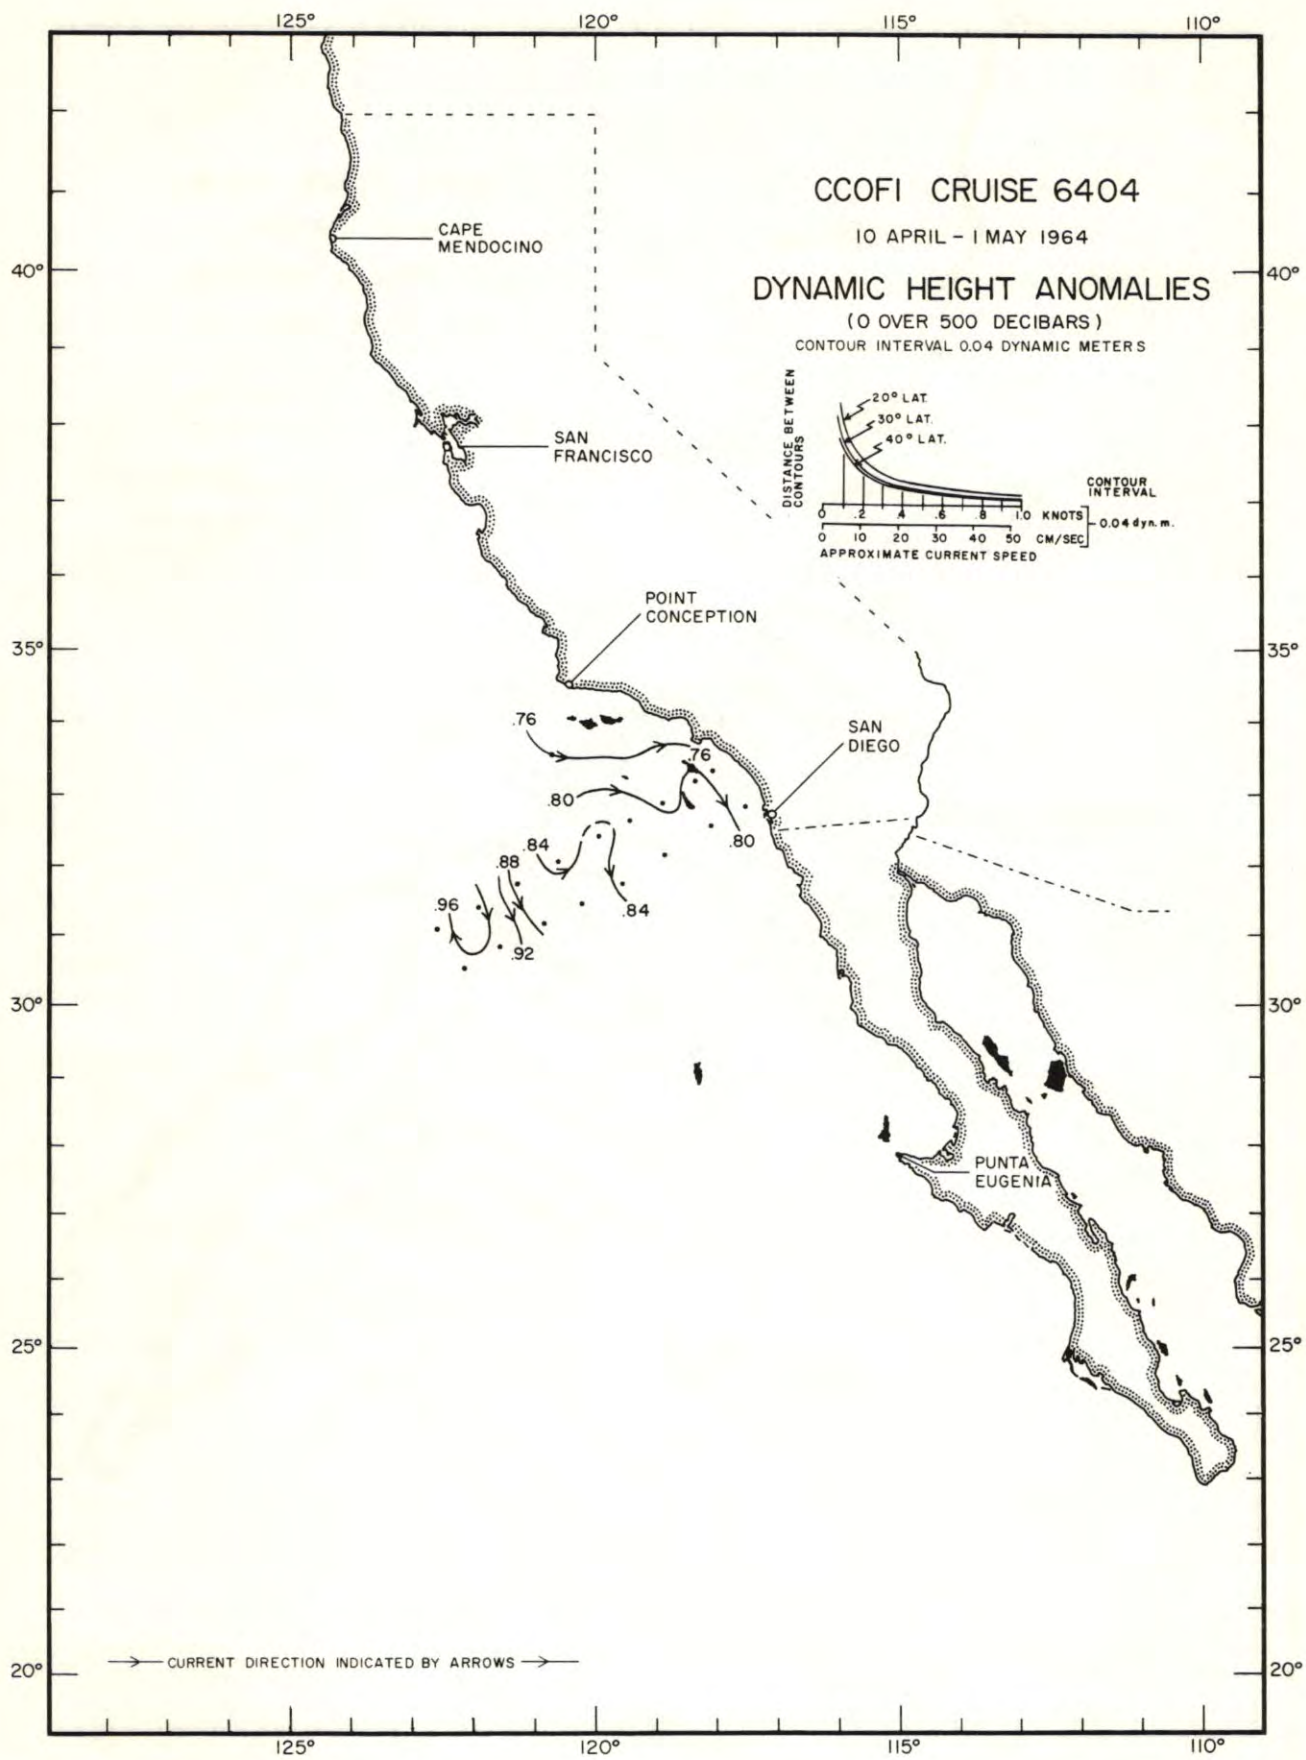 125° 120° 115° 110°
CCOFI CRUISE 6404
10 APRIL – 1 MAY 1964
CAPE
MENDOCINO
40° 40°
DYNAMIC HEIGHT ANOMALIES
(0 OVER 500 DECIBARS)
CONTOUR INTERVAL 0.04 DYNAMIC METERS
DISTANCE BETWEEN
CONTOURS
20° LAT.
30° LAT.
40° LAT.
SAN
FRANCISCO
CONTOUR
INTERVAL
0 .2 .4 .6 .8 1.0 KNOTS
0.04 dyn. m.
0 10 20 30 40 50 CM/SEC
APPROXIMATE CURRENT SPEED
POINT
CONCEPTION
35° 35°
.76
SAN
DIEGO
.76
.80
.80
.84
.88
.96
.84
.92
30° 30°
PUNTA
EUGENIA
25° 25°
CURRENT DIRECTION INDICATED BY ARROWS
20° 20°
125° 120° 115° 110°